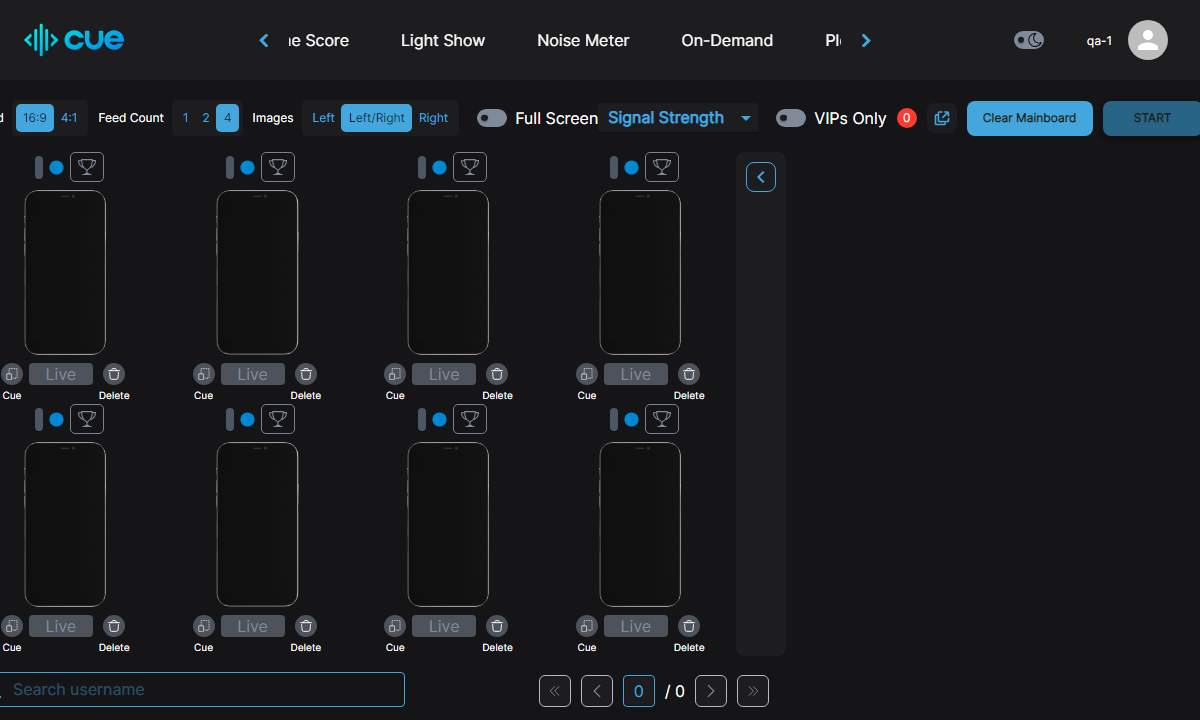 cue
e Score Light Show Noise Meter On-Demand Pl qa-1
d 16:9 4:1 Feed Count 1 2 4 Images Left Left/Right Right Full Screen Signal Strength VIPs Only 0 Clear Mainboard START
Live Live Live Live
Cue Delete Cue Delete Cue Delete Cue Delete
Live Live Live Live
Cue Delete Cue Delete Cue Delete Cue Delete
Search username 0 / 0